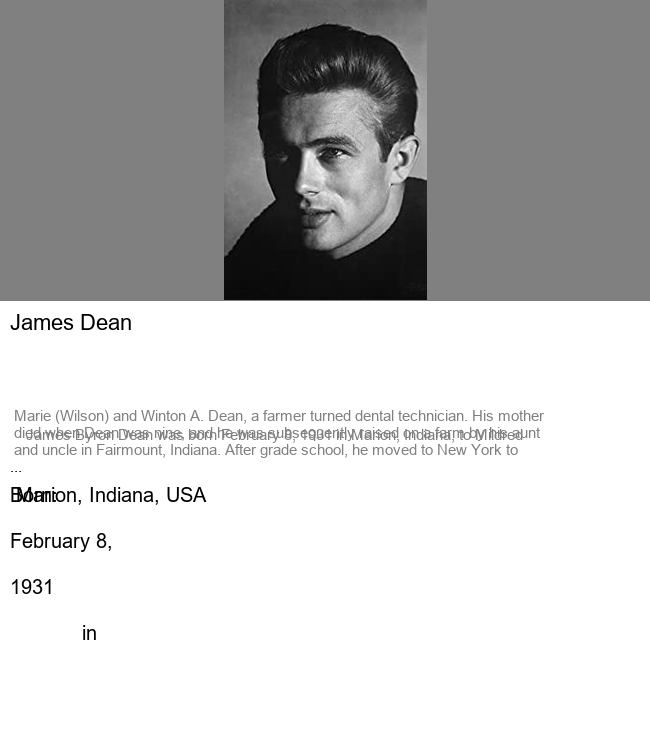 James Dean
James Byron Dean was born February 8, 1931 in Marion, Indiana, to Mildred
Marie (Wilson) and Winton A. Dean, a farmer turned dental technician. His mother
died when Dean was nine, and he was subsequently raised on a farm by his aunt
and uncle in Fairmount, Indiana. After grade school, he moved to New York to
...
Born:
Marion, Indiana, USA
February 8,
1931
in